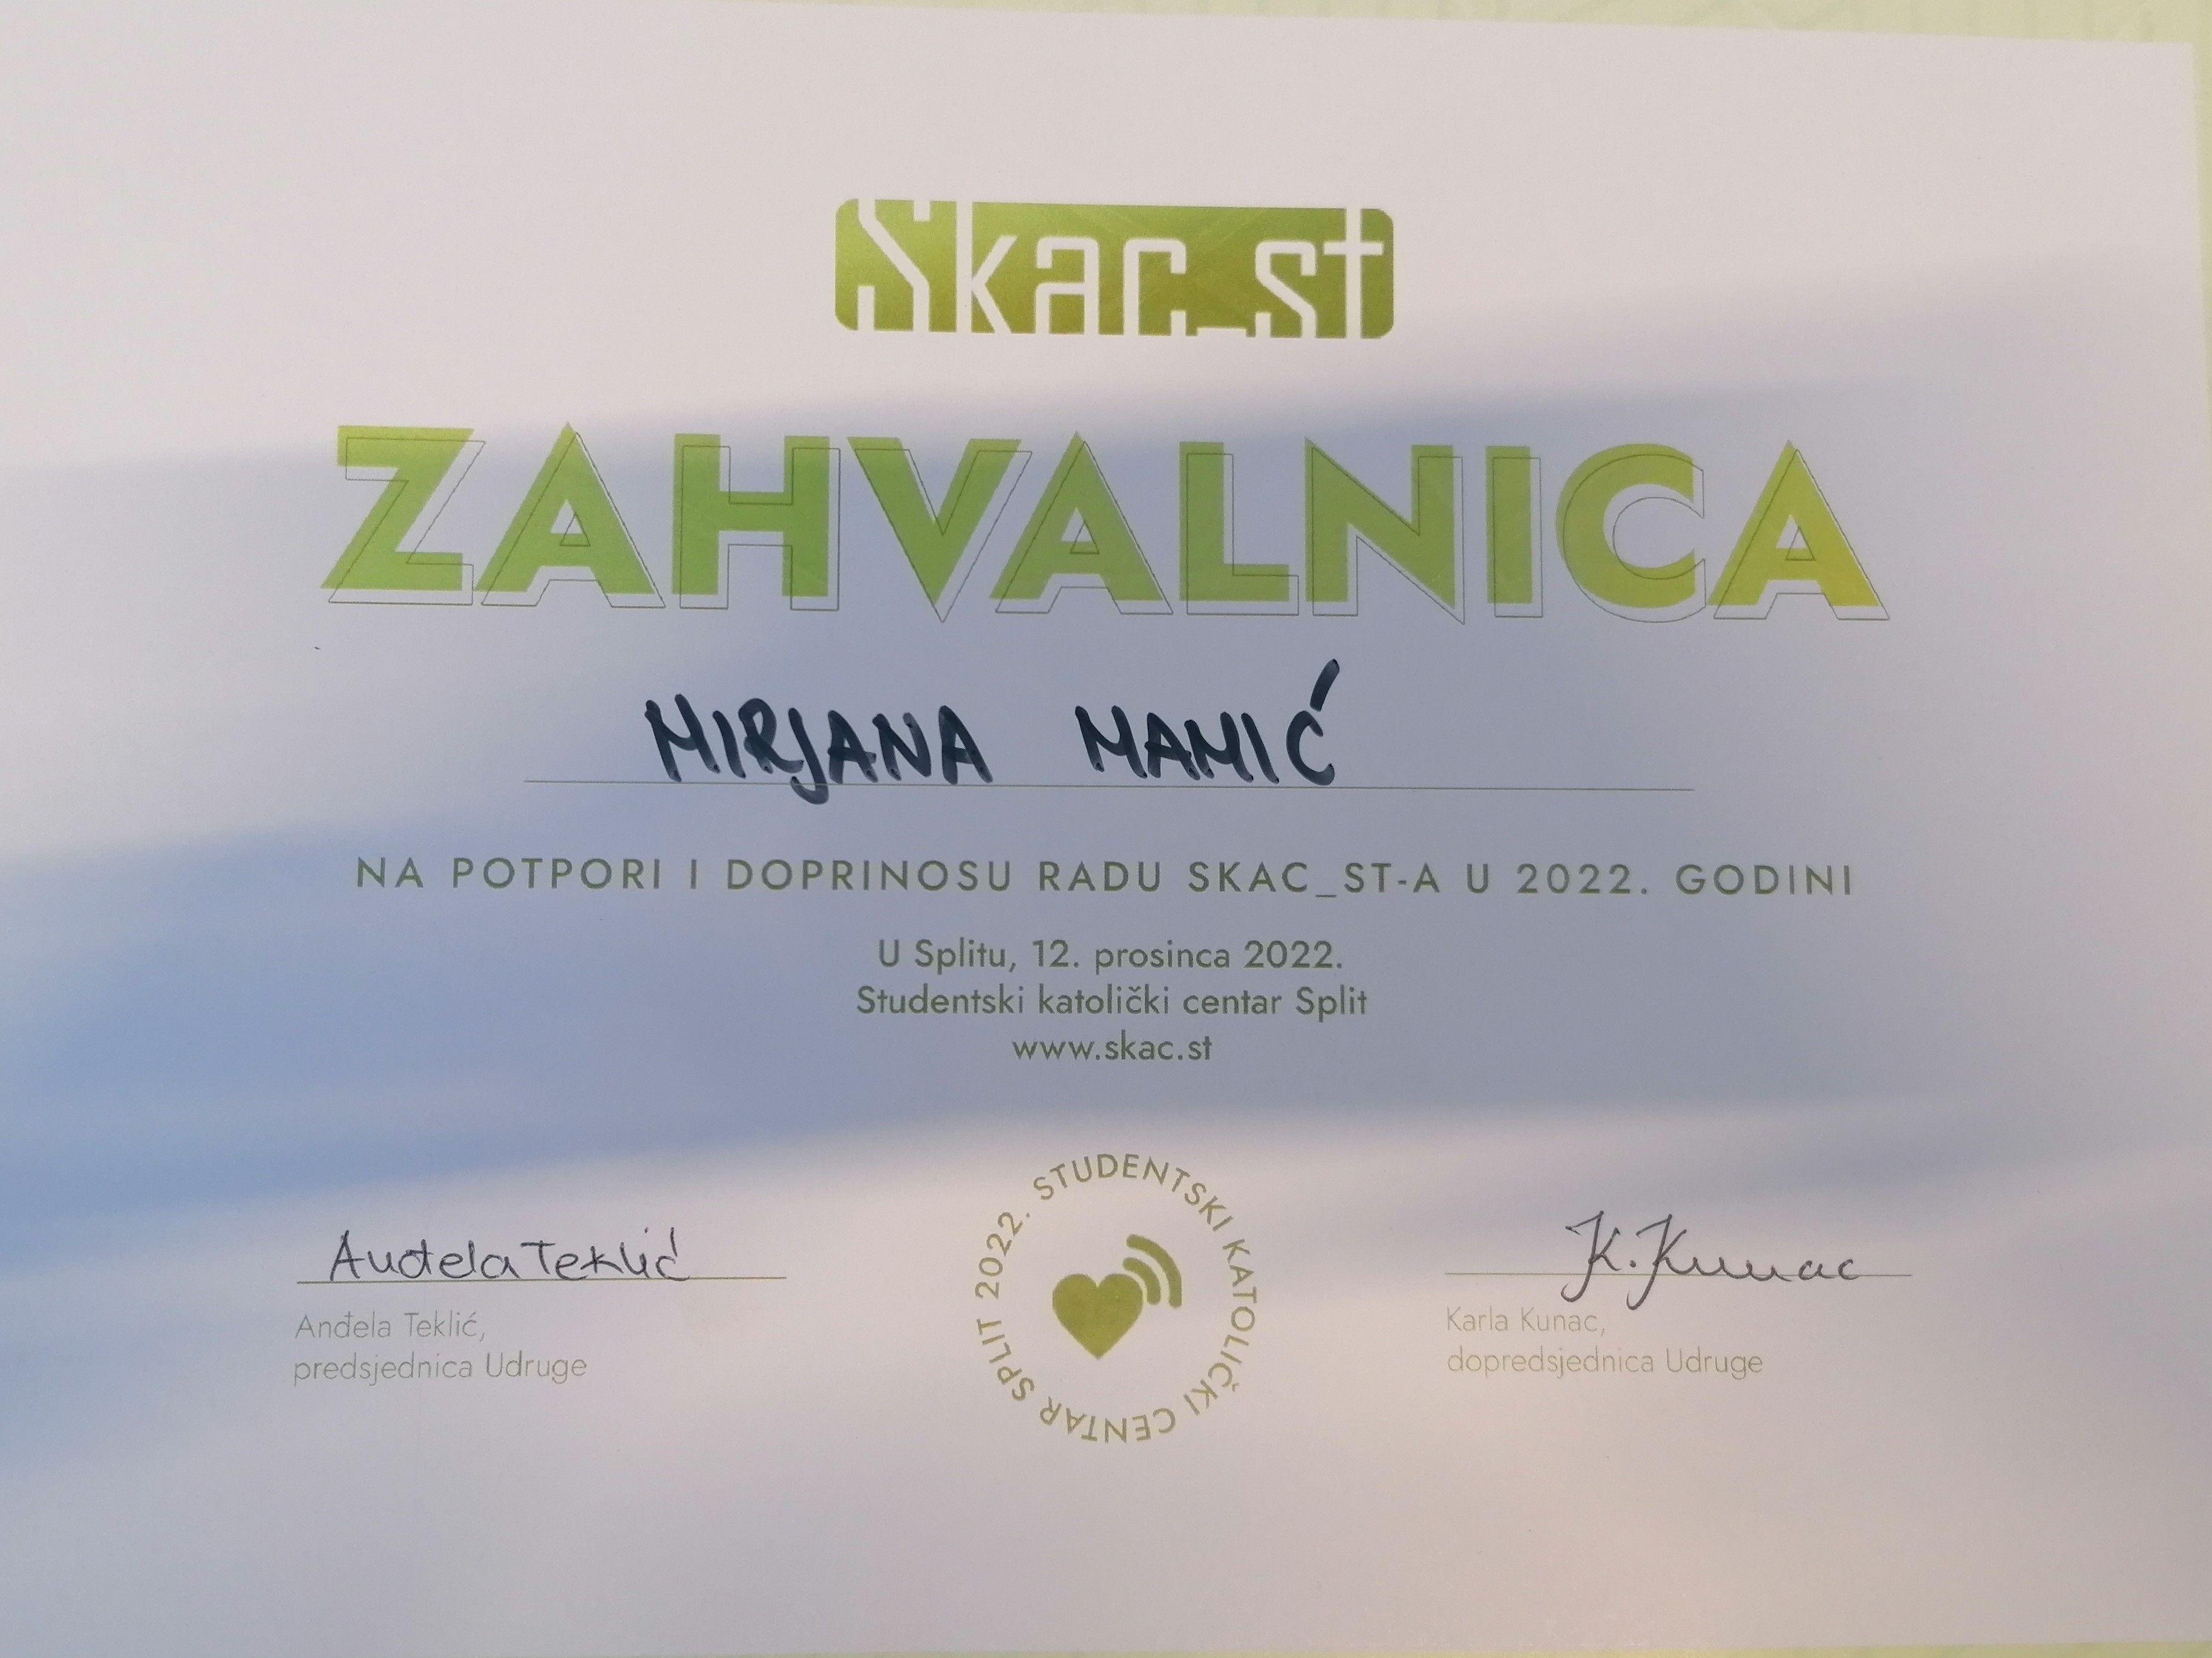 Skac_st
ZAHVALNICA
MIRJANA MAMIĆ
NA POTPORI I DOPRINOSU RADU SKAC_ST-A U 2022. GODINI
U Splitu, 12. prosinca 2022.
Studentski katolički centar Split
www.skac.st
STUDENTSKI KATOLIČKI CENTAR SPLIT 2022.
Anđela Teklić
Anđela Teklić,
predsjednica Udruge
K. Kunac
Karla Kunac,
dopredsjednica Udruge